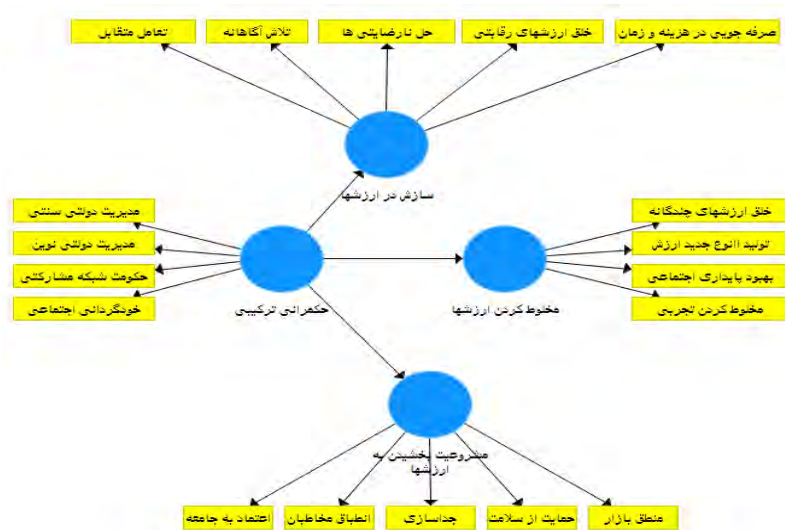 صرفه جویی در هزینه و زمان
خلق ارزشهای رقابتی
حل نارضایتی ها
تلاش آگاهانه
تعامل متقابل
سازش در ارزشها
خلق ارزشهای چندگانه
تولید اانوع جدید ارزش
بهبود پایداری اجتماعی
مخلوط کردن تجربی
مخلوط کردن ارزشها
حکمرانی ترکیبی
مدیریت دولتی سنتی
مدیریت دولتی نوین
حکومت شبکه مشارکتی
خودگردانی اجتماعی
مشروعیت بخشیدن به
ارزشها
منطق بازار
حمایت از سلامت
جداسازی
انطباق مخاطبان
اعتماد به جامعه